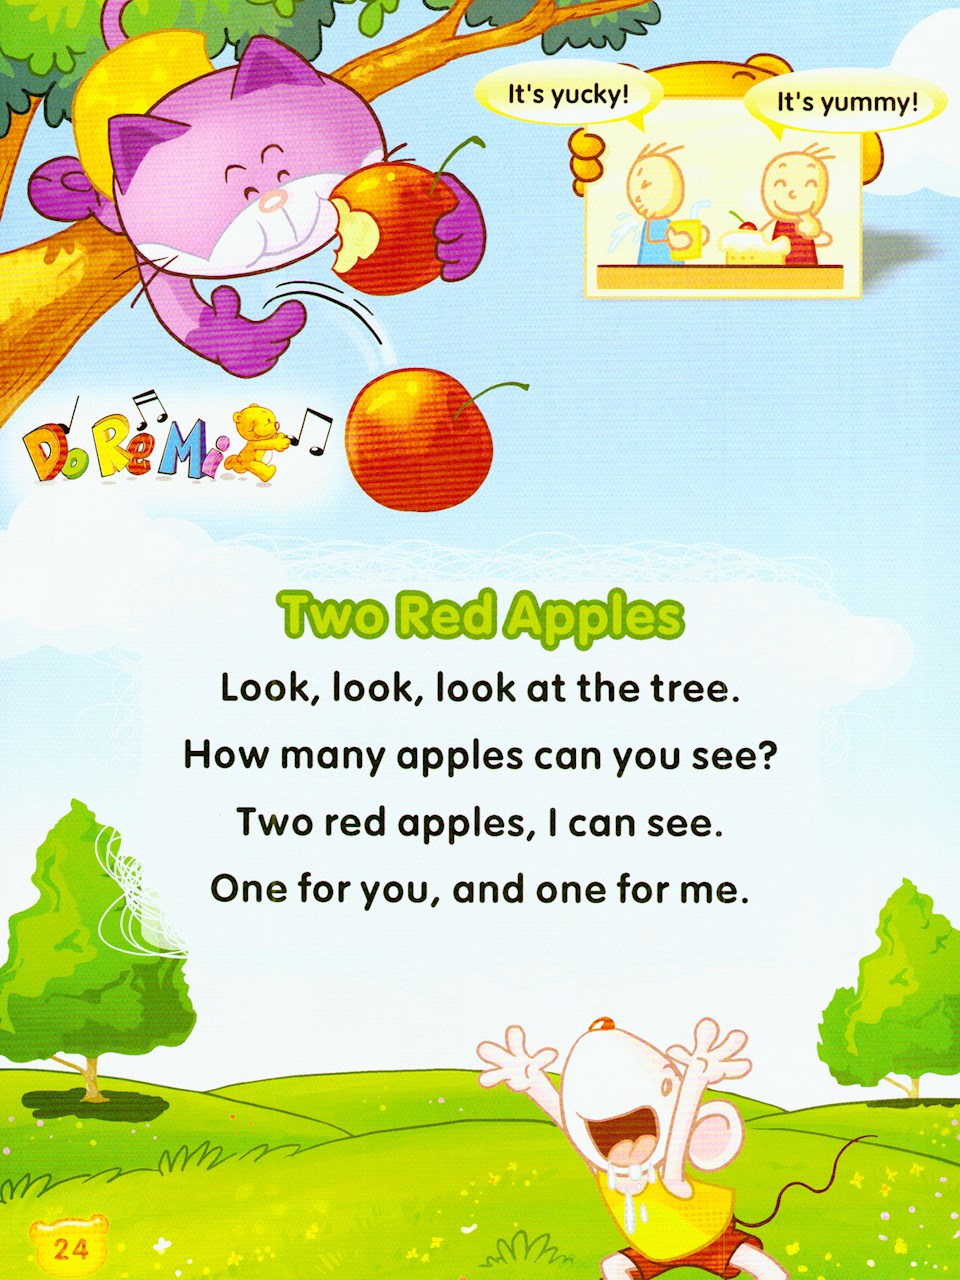 It's yucky!
It's yummy!
Do Re Mi
Two Red Apples
Look, look, look at the tree.
How many apples can you see?
Two red apples, I can see.
One for you, and one for me.
24